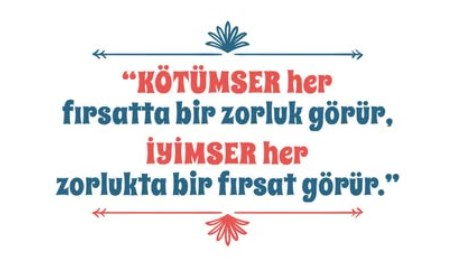 “KÖTÜMSER her
fırsatta bir zorluk görür,
İYİMSER her
zorlukta bir fırsat görür.”